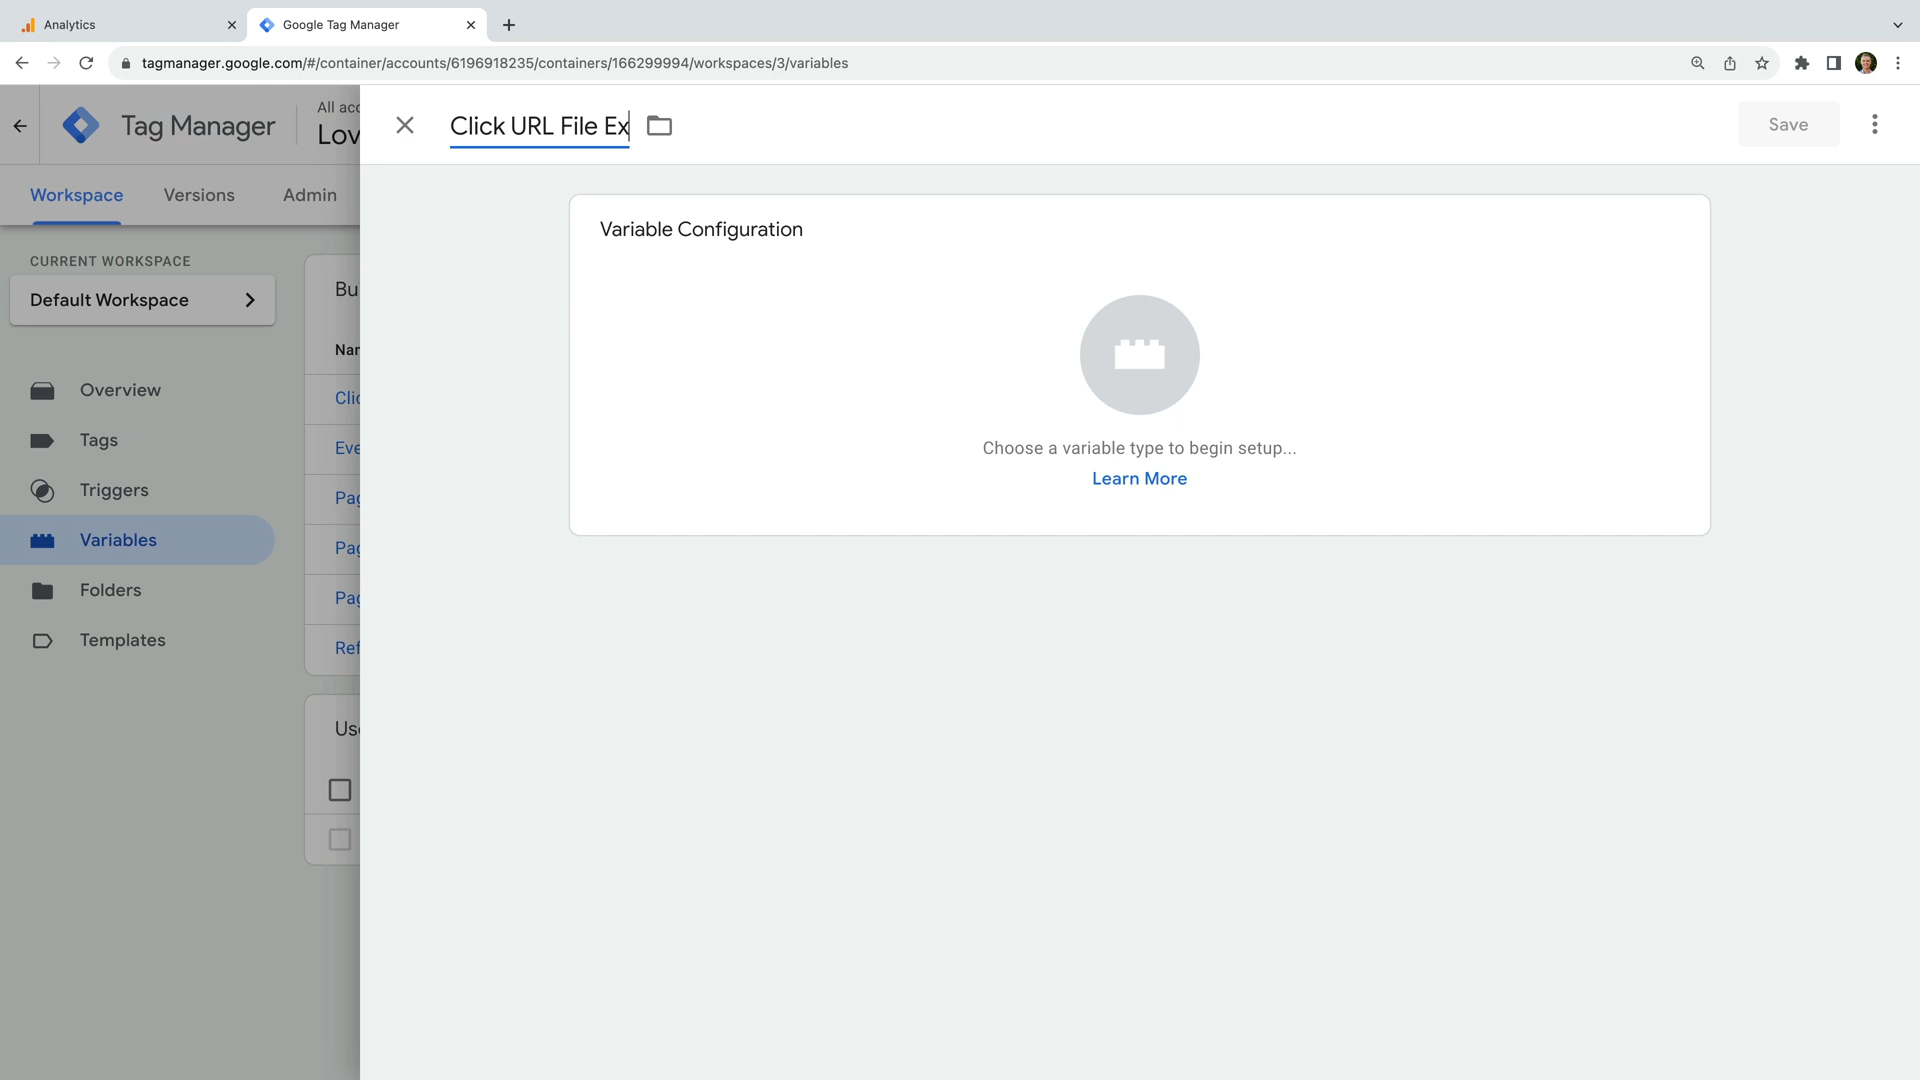 Analytics
Google Tag Manager
tagmanager.google.com/#/container/accounts/6196918235/containers/166299994/workspaces/3/variables
Tag Manager
All acc
Lov
Click URL File Ex
Save
Workspace
Versions
Admin
Variable Configuration
CURRENT WORKSPACE
Default Workspace
Bu
Nar
Clic
Eve
Pag
Pag
Pag
Ref
Use
Overview
Tags
Triggers
Variables
Folders
Templates
Choose a variable type to begin setup...
Learn More